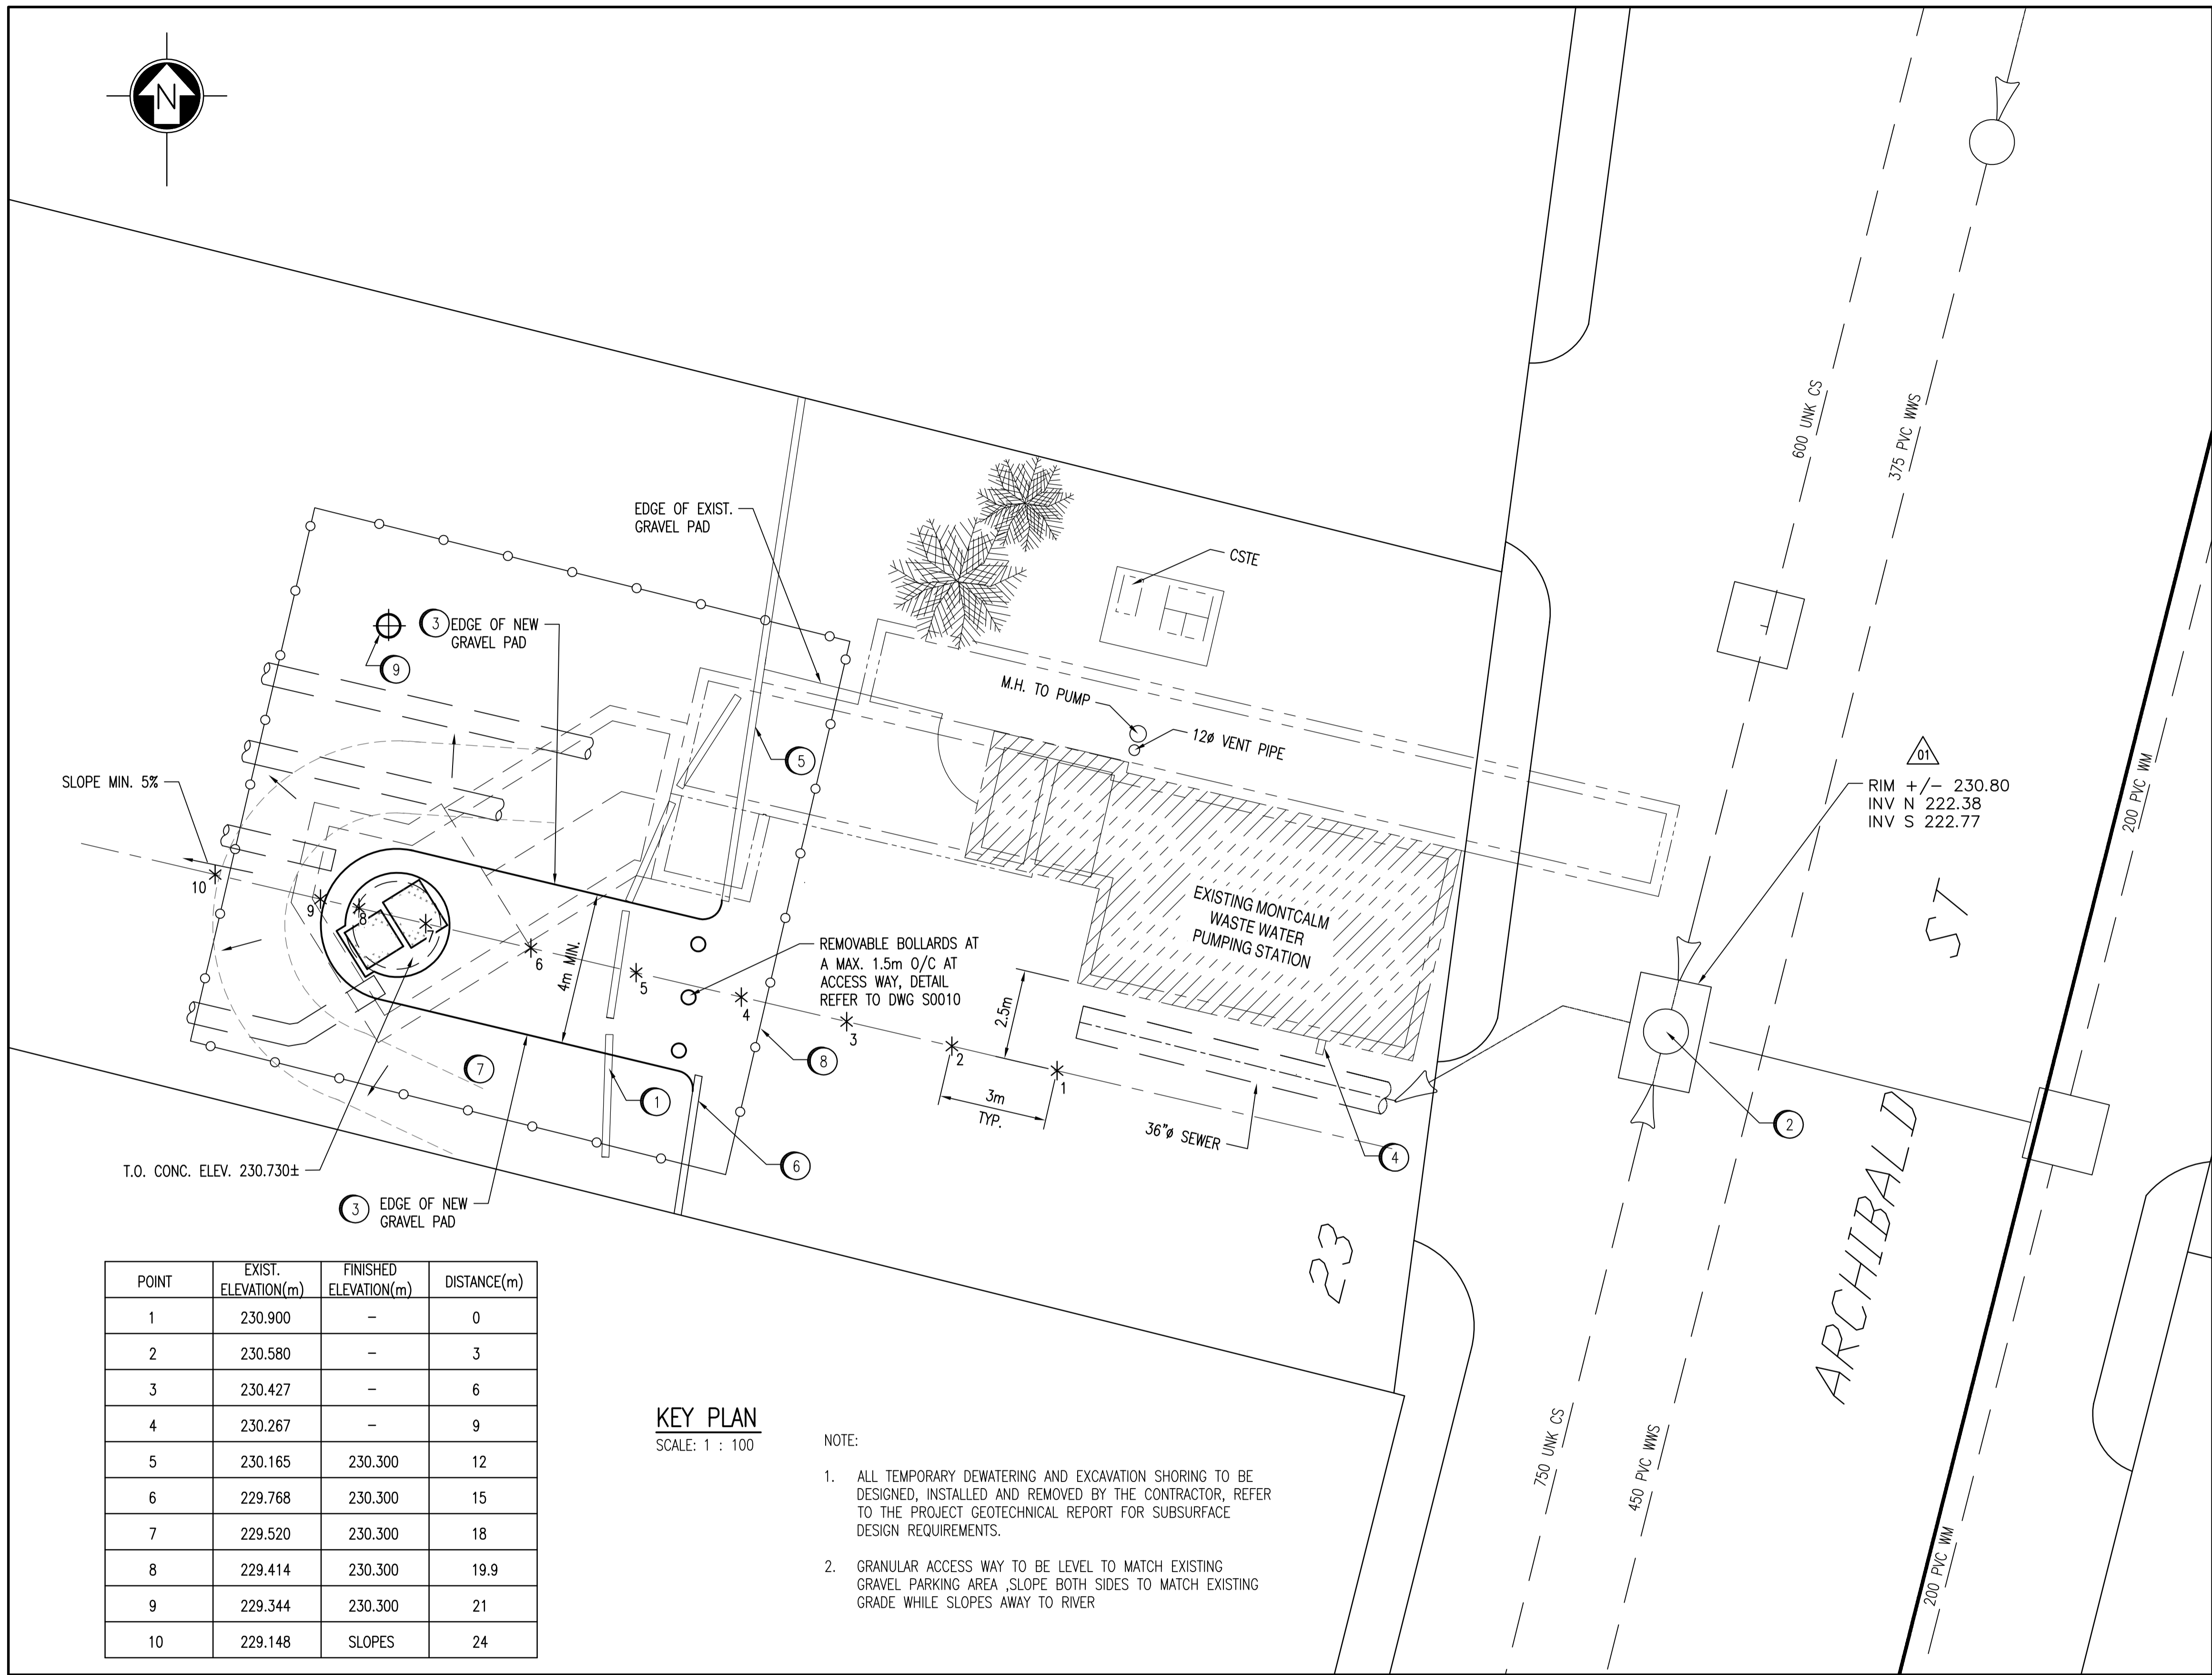 N
600 UNK CS
375 PVC WWS
EDGE OF EXIST.
GRAVEL PAD
CSTE
3 EDGE OF NEW
GRAVEL PAD
9
M.H. TO PUMP
12ø VENT PIPE
5
SLOPE MIN. 5%
01
RIM +/- 230.80
INV N 222.38
INV S 222.77
200 PVC WM
10
9
8
7
6
5
4
3
2
1
4m MIN.
REMOVABLE BOLLARDS AT
A MAX. 1.5m O/C AT
ACCESS WAY, DETAIL
REFER TO DWG S0010
EXISTING MONTCALM
WASTE WATER
PUMPING STATION
ST
2.5m
3m
TYP.
36"ø SEWER
7
8
1
2
4
6
T.O. CONC. ELEV. 230.730±
3 EDGE OF NEW
GRAVEL PAD
23
ARCHIBALD
POINT EXIST. ELEVATION(m) FINISHED ELEVATION(m) DISTANCE(m)
1 230.900 – 0
2 230.580 – 3
3 230.427 – 6
4 230.267 – 9
5 230.165 230.300 12
6 229.768 230.300 15
7 229.520 230.300 18
8 229.414 230.300 19.9
9 229.344 230.300 21
10 229.148 SLOPES 24
KEY PLAN
SCALE: 1 : 100
NOTE:
1. ALL TEMPORARY DEWATERING AND EXCAVATION SHORING TO BE
DESIGNED, INSTALLED AND REMOVED BY THE CONTRACTOR, REFER
TO THE PROJECT GEOTECHNICAL REPORT FOR SUBSURFACE
DESIGN REQUIREMENTS.
2. GRANULAR ACCESS WAY TO BE LEVEL TO MATCH EXISTING
GRAVEL PARKING AREA ,SLOPE BOTH SIDES TO MATCH EXISTING
GRADE WHILE SLOPES AWAY TO RIVER
750 UNK CS
450 PVC WWS
200 PVC WM